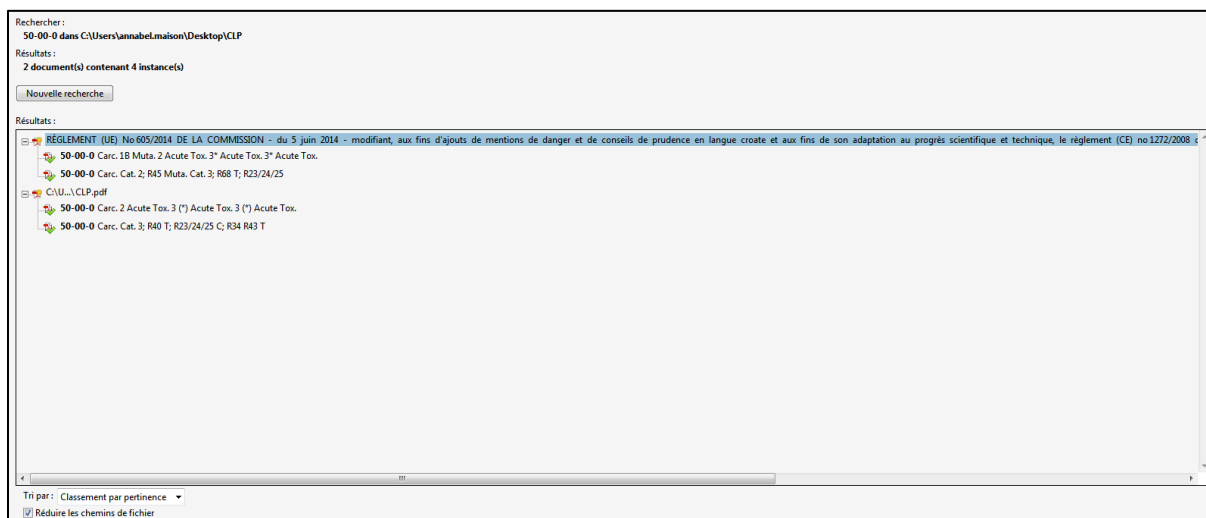 Rechercher :
50-00-0 dans C:\Users\annabel.maison\Desktop\CLP
Résultats :
2 document(s) contenant 4 instance(s)
Nouvelle recherche
Résultats :
RÈGLEMENT (UE) No 605/2014 DE LA COMMISSION - du 5 juin 2014 - modifiant, aux fins d'ajouts de mentions de danger et de conseils de prudence en langue croate et aux fins de son adaptation au progrès scientifique et technique, le règlement (CE) no 1272/2008
50-00-0 Carc. 1B Muta. 2 Acute Tox. 3* Acute Tox. 3* Acute Tox.
50-00-0 Carc. Cat. 2; R45 Muta. Cat. 3; R68 T; R23/24/25
C:\U...\CLP.pdf
50-00-0 Carc. 2 Acute Tox. 3 (*) Acute Tox. 3 (*) Acute Tox.
50-00-0 Carc. Cat. 3; R40 T; R23/24/25 C; R34 R43 T
Tri par : Classement par pertinence
Réduire les chemins de fichier